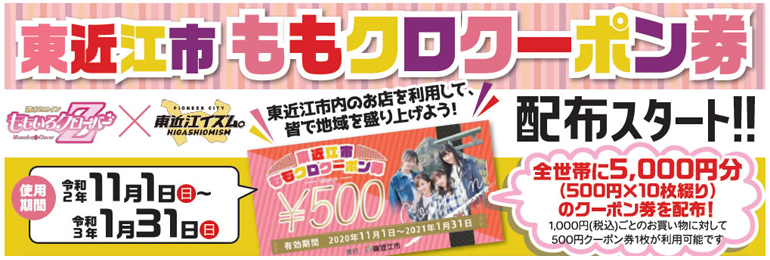 東近江市 ももクロクーポン券
ももいろクローバーZ
Momoiro Clover
×
PIONEER CITY
東近江イズム。
HIGASHIOMISM
東近江市内のお店を利用して、
皆で地域を盛り上げよう!
配布スタート!!
使用
期間
令和2年 11月1日(日)~
令和3年 1月31日(日)
東近江市
ももクロクーポン券
¥500
COUPON
有効期間 2020年11月1日~2021年1月31日
発行 東近江市
全世帯に5,000円分
(500円×10枚綴り)
のクーポン券を配布!
1,000円(税込)ごとのお買い物に対して
500円クーポン券1枚が利用可能です